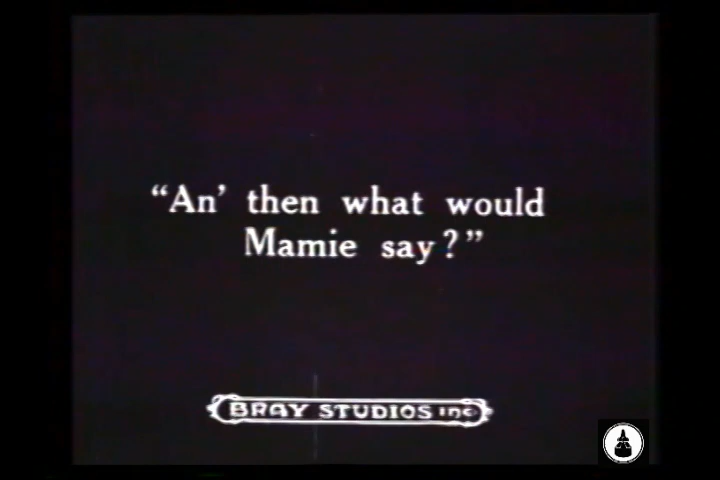 “An’ then what would
Mamie say?”
BRAY STUDIOS INC